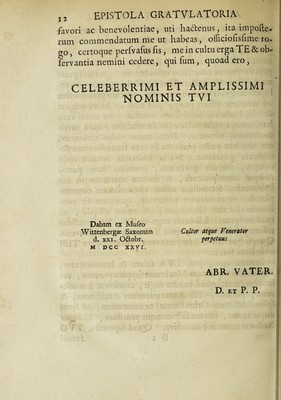 12 EPISTOLA GRATVLATORIA
favori ac benevolentiae, uti hactenus, ita imposte-
rum commendatum me ut habeas, officiosissime ro-
go, certoque persvasus sis, me in cultu erga TE & ob-
servantia nemini cedere, qui sum, quoad ero,
CELEBERRIMI ET AMPLISSIMI
NOMINIS TVI
Dabam ex Museo
Wittenbergæ Saxonum
d. XXI. Octobr.
M DCC XXVI.
Cultor atque Venerator
perpetuus
ABR. VATER.
D. ET P. P.